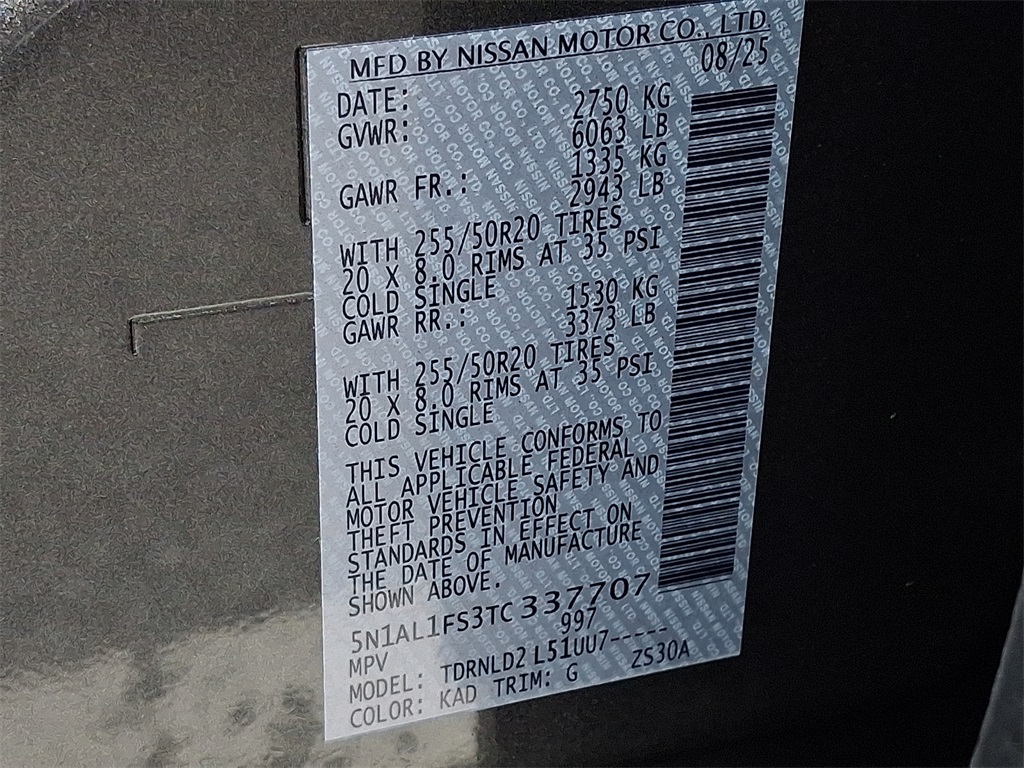 MFD BY NISSAN MOTOR CO., LTD.
DATE: 08/25
GVWR: 2750 KG
6063 LB
GAWR FR.: 1335 KG
2943 LB
WITH 255/50R20 TIRES
20 X 8.0 RIMS AT 35 PSI
COLD SINGLE
GAWR RR.: 1530 KG
3373 LB
WITH 255/50R20 TIRES
20 X 8.0 RIMS AT 35 PSI
COLD SINGLE
THIS VEHICLE CONFORMS TO
ALL APPLICABLE FEDERAL
MOTOR VEHICLE SAFETY AND
THEFT PREVENTION
STANDARDS IN EFFECT ON
THE DATE OF MANUFACTURE
SHOWN ABOVE.
5N1AL1FS3TC337707
MPV 997
MODEL: TDRNLD2 L51UU7-----
COLOR: KAD TRIM: G ZS30A